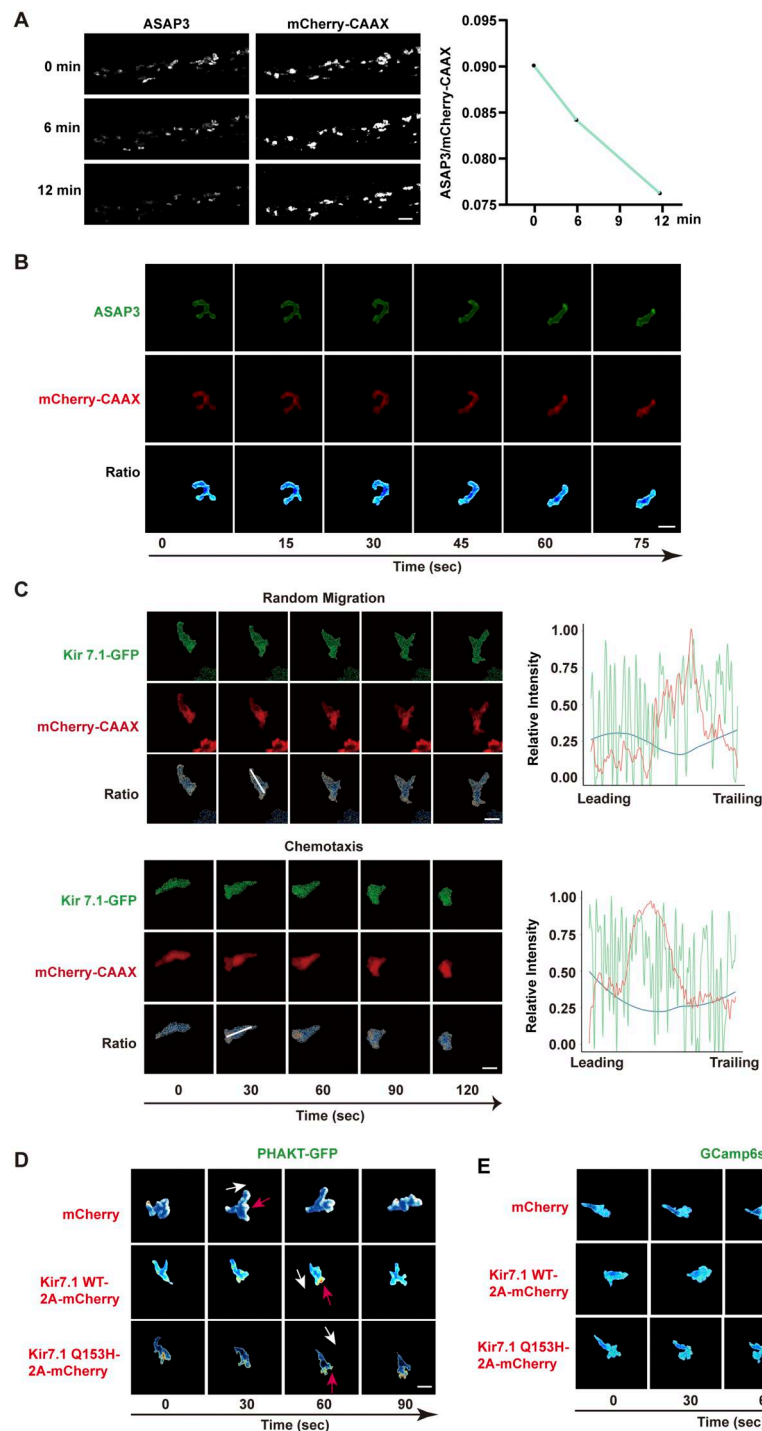 A
ASAP3
mCherry-CAAX
0 min
6 min
12 min
ASAP3/mCherry-CAAX
0.095
0.090
0.085
0.080
0.075
0
6
9
12
min
B
ASAP3
mCherry-CAAX
Ratio
0
15
30
45
60
75
Time (sec)
C
Random Migration
Kir 7.1-GFP
mCherry-CAAX
Ratio
Relative Intensity
1.00
0.75
0.50
0.25
0.00
Leading
Trailing
Chemotaxis
Kir 7.1-GFP
mCherry-CAAX
Ratio
0
30
60
90
120
Time (sec)
Relative Intensity
1.00
0.75
0.50
0.25
0.00
Leading
Trailing
D
PHAKT-GFP
mCherry
Kir7.1 WT-
2A-mCherry
Kir7.1 Q153H-
2A-mCherry
0
30
60
90
Time (sec)
E
GCamp6s
mCherry
Kir7.1 WT-
2A-mCherry
Kir7.1 Q153H-
2A-mCherry
0
30
Time (sec